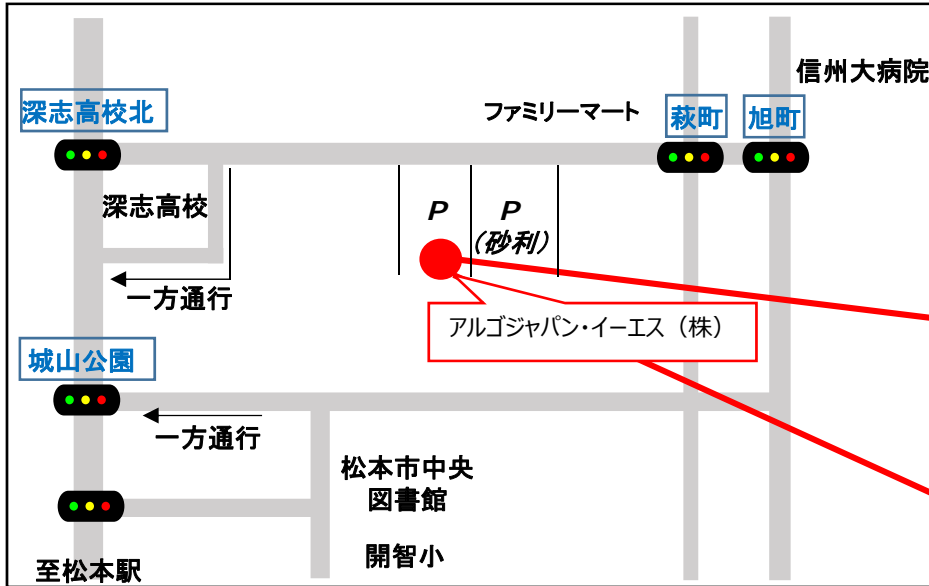 信州大病院
深志高校北
ファミリーマート
萩町
旭町
深志高校
P
P
（砂利）
一方通行
アルゴジャパン・イーエス（株）
城山公園
一方通行
松本市中央
図書館
開智小
至松本駅